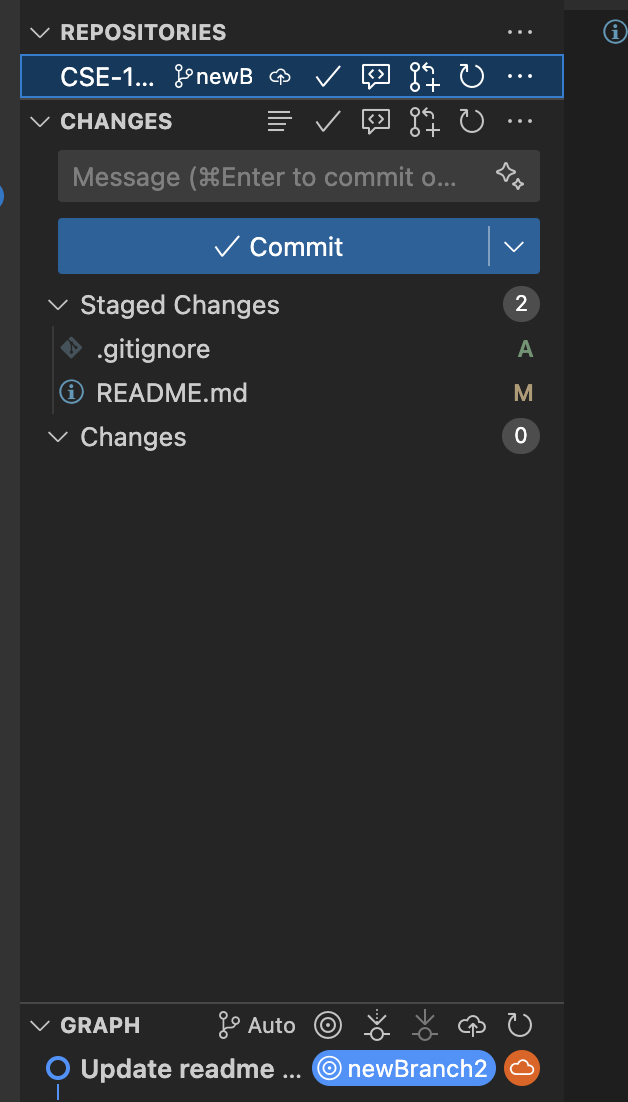 REPOSITORIES
CSE-1... newB
CHANGES
Message (⌘Enter to commit o...
Commit
Staged Changes 2
.gitignore A
README.md M
Changes 0
GRAPH Auto
Update readme ... newBranch2